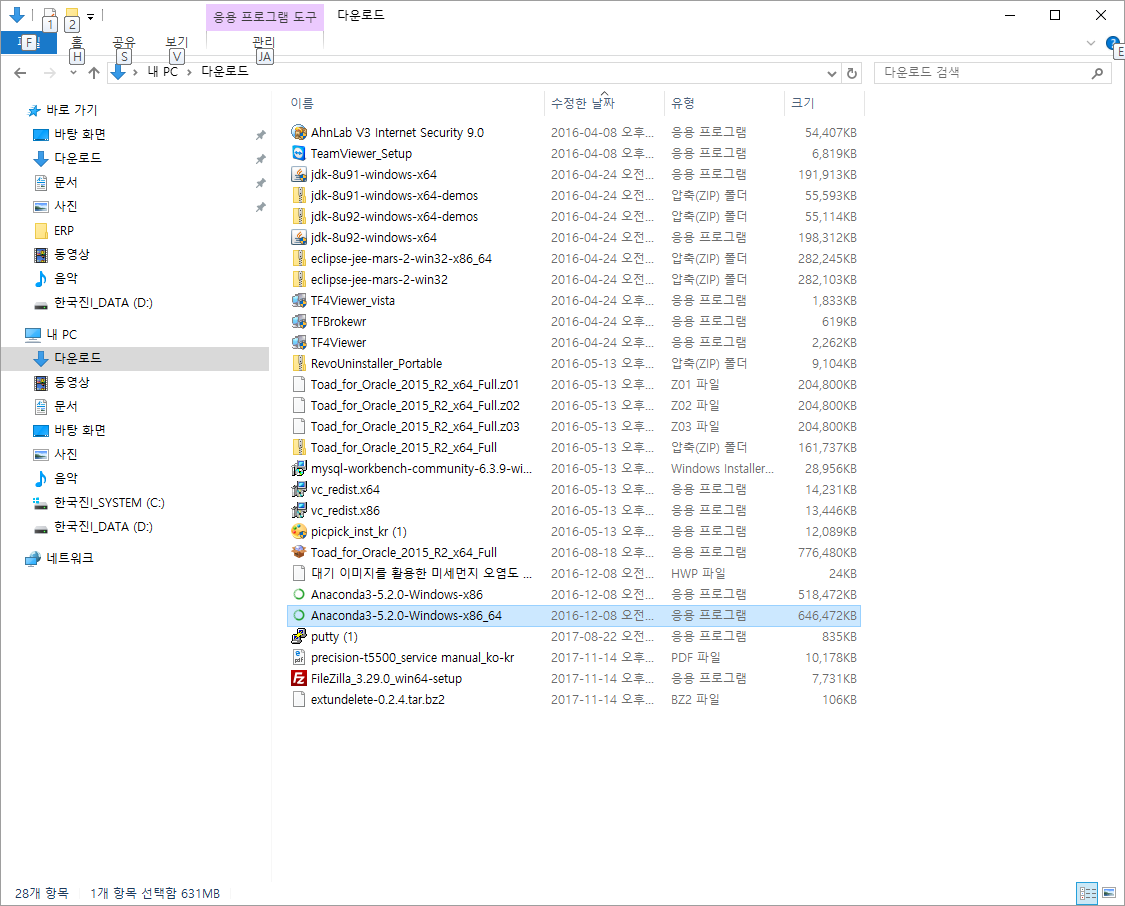 1 2 응용 프로그램 도구 다운로드
F 홈 공유 보기 관리
H S V JA E
내 PC 다운로드 다운로드 검색
바로 가기
바탕 화면
다운로드
문서
사진
ERP
동영상
음악
한국진I_DATA (D:)
내 PC
다운로드
동영상
문서
바탕 화면
사진
음악
한국진I_SYSTEM (C:)
한국진I_DATA (D:)
네트워크
이름 수정한 날짜 유형 크기
AhnLab V3 Internet Security 9.0 2016-04-08 오후... 응용 프로그램 54,407KB
TeamViewer_Setup 2016-04-08 오후... 응용 프로그램 6,819KB
jdk-8u91-windows-x64 2016-04-24 오전... 응용 프로그램 191,913KB
jdk-8u91-windows-x64-demos 2016-04-24 오전... 압축(ZIP) 폴더 55,593KB
jdk-8u92-windows-x64-demos 2016-04-24 오전... 압축(ZIP) 폴더 55,114KB
jdk-8u92-windows-x64 2016-04-24 오전... 응용 프로그램 198,312KB
eclipse-jee-mars-2-win32-x86_64 2016-04-24 오전... 압축(ZIP) 폴더 282,245KB
eclipse-jee-mars-2-win32 2016-04-24 오전... 압축(ZIP) 폴더 282,103KB
TF4Viewer_vista 2016-04-24 오전... 응용 프로그램 1,833KB
TFBrokewr 2016-04-24 오전... 응용 프로그램 619KB
TF4Viewer 2016-04-24 오전... 응용 프로그램 2,262KB
RevoUninstaller_Portable 2016-05-13 오후... 압축(ZIP) 폴더 9,104KB
Toad_for_Oracle_2015_R2_x64_Full.z01 2016-05-13 오후... Z01 파일 204,800KB
Toad_for_Oracle_2015_R2_x64_Full.z02 2016-05-13 오후... Z02 파일 204,800KB
Toad_for_Oracle_2015_R2_x64_Full.z03 2016-05-13 오후... Z03 파일 204,800KB
Toad_for_Oracle_2015_R2_x64_Full 2016-05-13 오후... 압축(ZIP) 폴더 161,737KB
mysql-workbench-community-6.3.9-wi... 2016-05-13 오후... Windows Installer... 28,956KB
vc_redist.x64 2016-05-13 오후... 응용 프로그램 14,231KB
vc_redist.x86 2016-05-13 오후... 응용 프로그램 13,446KB
picpick_inst_kr (1) 2016-05-13 오후... 응용 프로그램 12,089KB
Toad_for_Oracle_2015_R2_x64_Full 2016-08-18 오후... 응용 프로그램 776,480KB
대기 이미지를 활용한 미세먼지 오염도 ... 2016-12-08 오전... HWP 파일 24KB
Anaconda3-5.2.0-Windows-x86 2016-12-08 오전... 응용 프로그램 518,472KB
Anaconda3-5.2.0-Windows-x86_64 2016-12-08 오전... 응용 프로그램 646,472KB
putty (1) 2017-08-22 오전... 응용 프로그램 835KB
precision-t5500_service manual_ko-kr 2017-11-14 오후... PDF 파일 10,178KB
FileZilla_3.29.0_win64-setup 2017-11-14 오후... 응용 프로그램 7,731KB
extundelete-0.2.4.tar.bz2 2017-11-14 오후... BZ2 파일 106KB
28개 항목 1개 항목 선택함 631MB